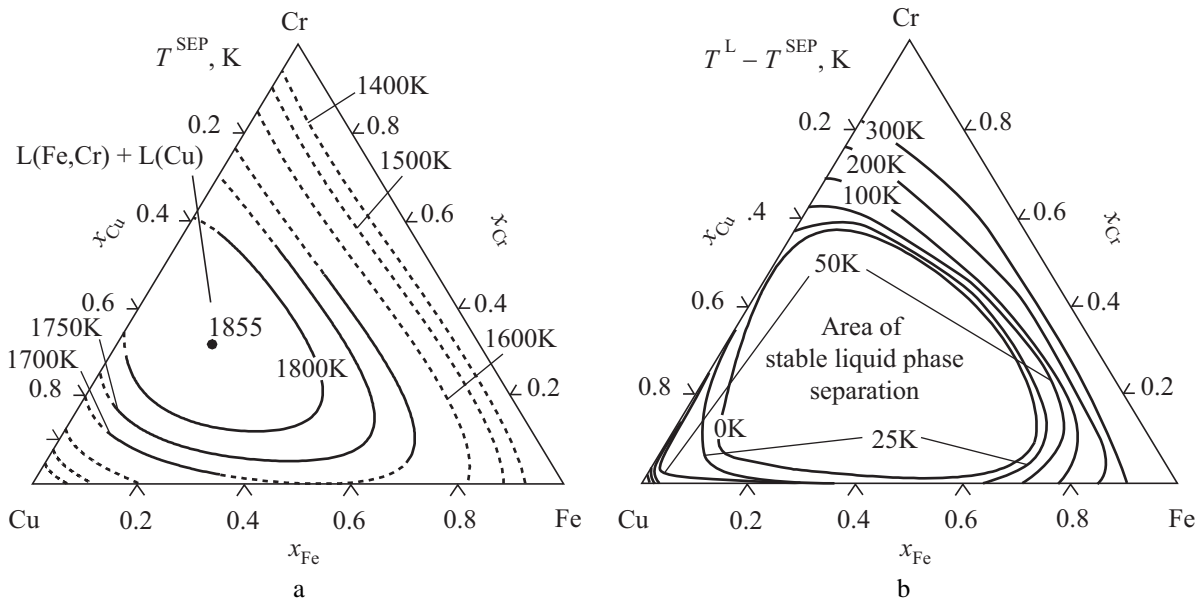 Cr
T^SEP, K
1400K
0.2
0.8
L(Fe,Cr) + L(Cu)
1500K
x_Cu
0.4
0.6
x_Cr
0.6
0.4
1750K
1855
1600K
1700K
1800K
0.8
0.2
Cu
0.2
0.4
0.6
0.8
Fe
x_Fe
a
Cr
T^L – T^SEP, K
0.2
300K
0.8
200K
100K
x_Cu
.4
0.6
x_Cr
50K
0.6
0.4
Area of
stable liquid phase
separation
0.8
0.2
0K
25K
Cu
0.2
0.4
0.6
0.8
Fe
x_Fe
b